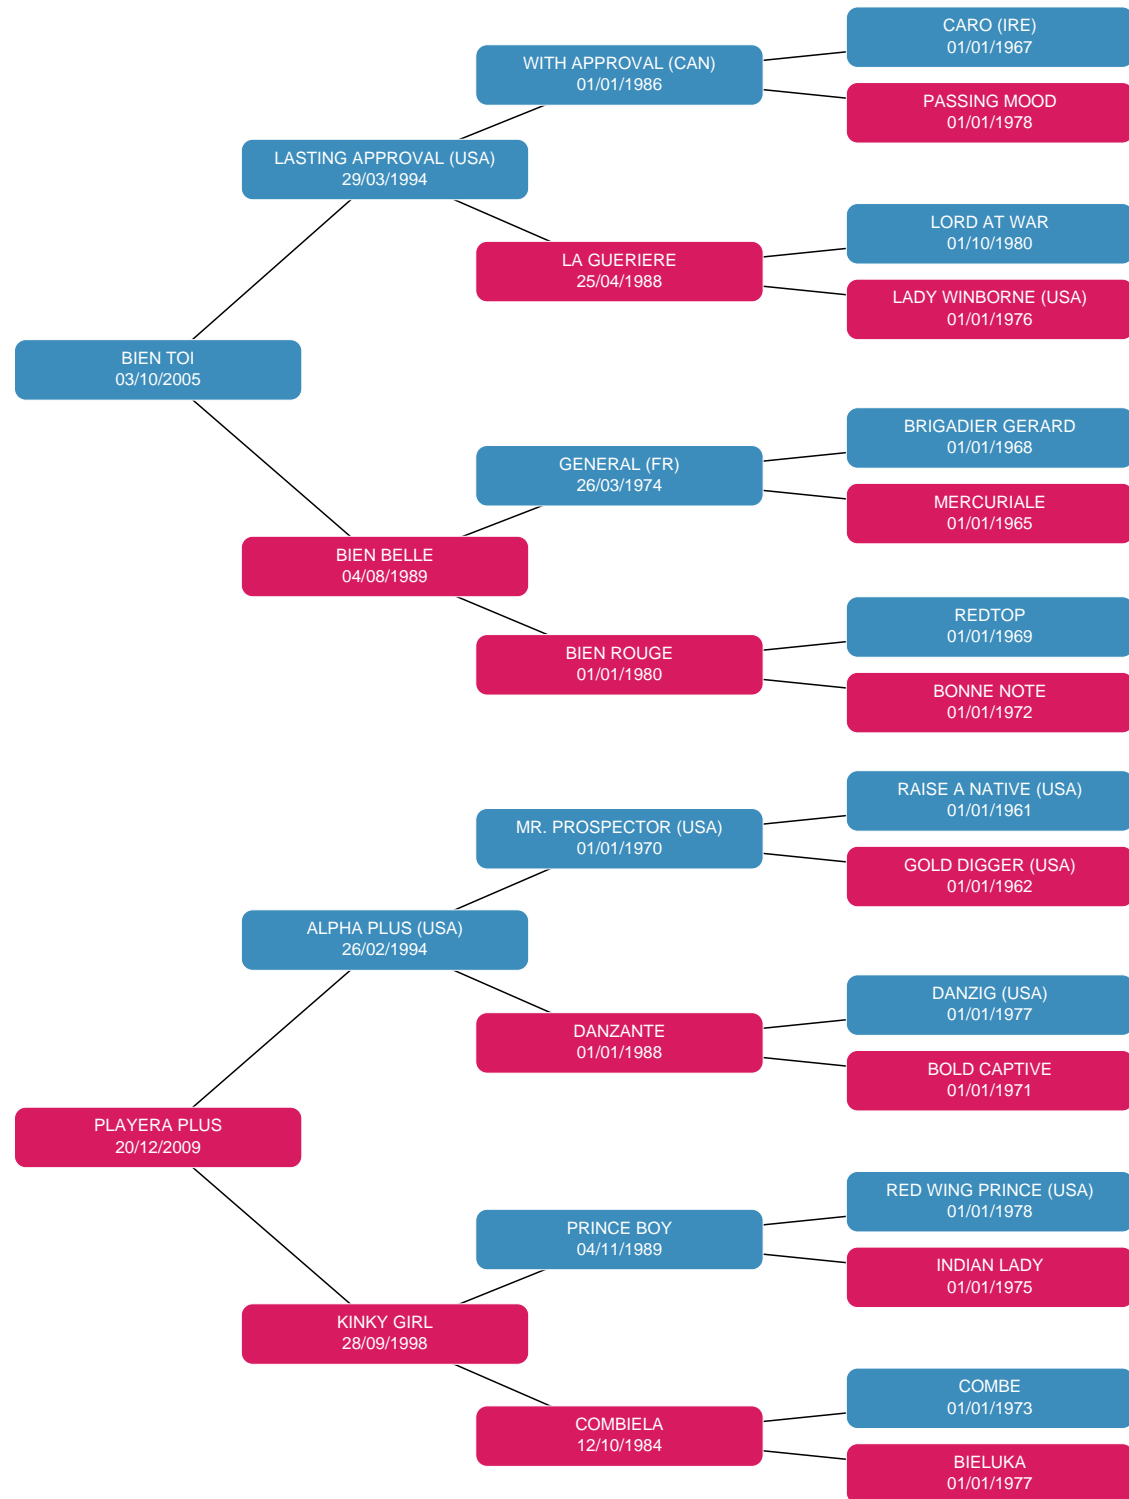 CARO (IRE)
01/01/1967
WITH APPROVAL (CAN)
01/01/1986
PASSING MOOD
01/01/1978
LASTING APPROVAL (USA)
29/03/1994
LORD AT WAR
01/10/1980
LA GUERIERE
25/04/1988
LADY WINBORNE (USA)
01/01/1976
BIEN TOI
03/10/2005
BRIGADIER GERARD
01/01/1968
GENERAL (FR)
26/03/1974
MERCURIALE
01/01/1965
BIEN BELLE
04/08/1989
REDTOP
01/01/1969
BIEN ROUGE
01/01/1980
BONNE NOTE
01/01/1972
RAISE A NATIVE (USA)
01/01/1961
MR. PROSPECTOR (USA)
01/01/1970
GOLD DIGGER (USA)
01/01/1962
ALPHA PLUS (USA)
26/02/1994
DANZIG (USA)
01/01/1977
DANZANTE
01/01/1988
BOLD CAPTIVE
01/01/1971
PLAYERA PLUS
20/12/2009
RED WING PRINCE (USA)
01/01/1978
PRINCE BOY
04/11/1989
INDIAN LADY
01/01/1975
KINKY GIRL
28/09/1998
COMBE
01/01/1973
COMBIELA
12/10/1984
BIELUKA
01/01/1977